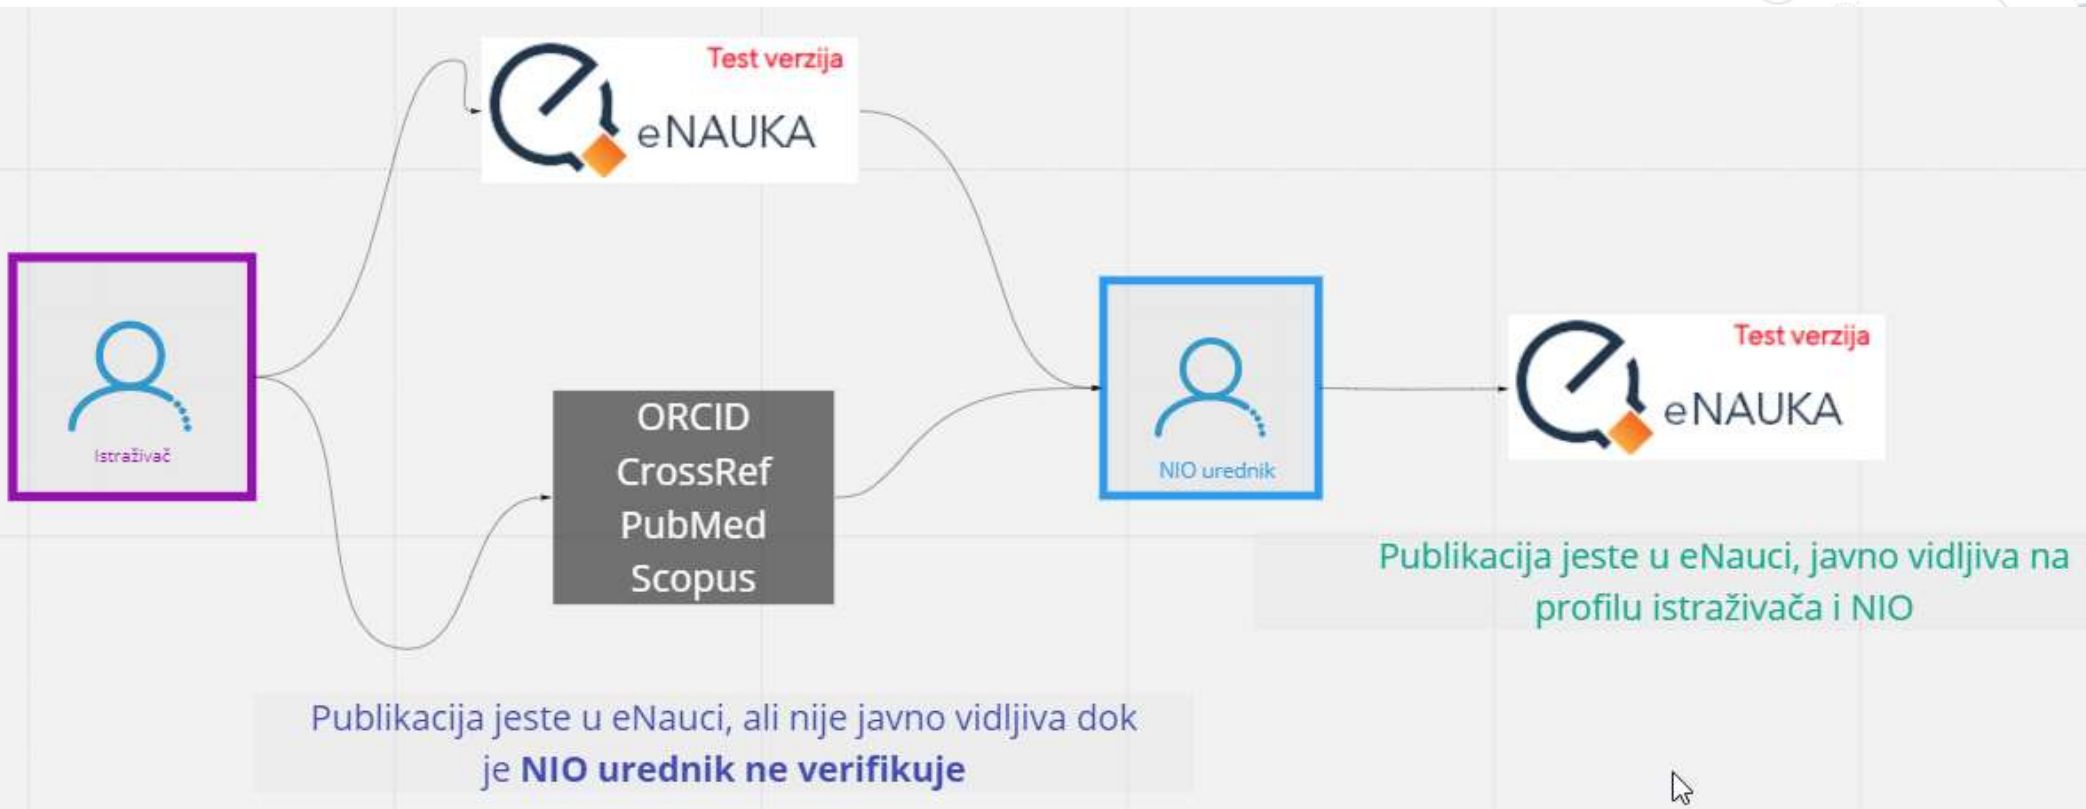 Test verzija
eNAUKA
Istraživač
ORCID
CrossRef
PubMed
Scopus
NIO urednik
Test verzija
eNAUKA
Publikacija jeste u eNauci, javno vidljiva na
profilu istraživača i NIO
Publikacija jeste u eNauci, ali nije javno vidljiva dok
je NIO urednik ne verifikuje